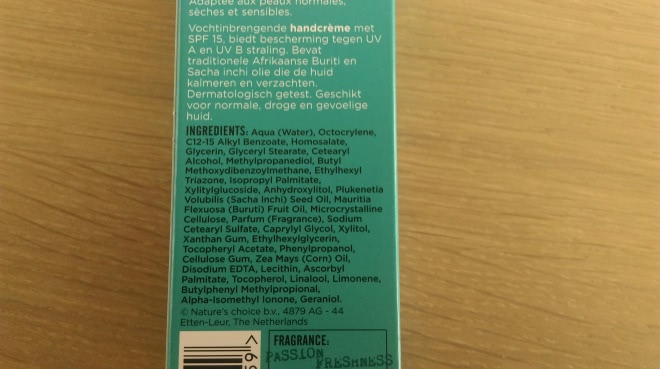 Adaptée aux peaux normales,
sèches et sensibles.
Vochtinbrengende handcrème met
SPF 15, biedt bescherming tegen UV
A en UV B straling. Bevat
traditionele Afrikaanse Buriti en
Sacha inchi olie die de huid
kalmeren en verzachten.
Dermatologisch getest. Geschikt
voor normale, droge en gevoelige
huid.
INGREDIENTS: Aqua (Water), Octocrylene,
C12-15 Alkyl Benzoate, Homosalate,
Glycerin, Glyceryl Stearate, Cetearyl
Alcohol, Methylpropanediol, Butyl
Methoxydibenzoylmethane, Ethylhexyl
Triazone, Isopropyl Palmitate,
Xylitylglucoside, Anhydroxylitol, Plukenetia
Volubilis (Sacha Inchi) Seed Oil, Mauritia
Flexuosa (Buruti) Fruit Oil, Microcrystalline
Cellulose, Parfum (Fragrance), Sodium
Cetearyl Sulfate, Caprylyl Glycol, Xylitol,
Xanthan Gum, Ethylhexylglycerin,
Tocopheryl Acetate, Phenylpropanol,
Cellulose Gum, Zea Mays (Corn) Oil,
Disodium EDTA, Lecithin, Ascorbyl
Palmitate, Tocopherol, Linalool, Limonene,
Butylphenyl Methylpropional,
Alpha-Isomethyl Ionone, Geraniol.
© Nature's choice b.v., 4879 AG - 44
Etten-Leur, The Netherlands
FRAGRANCE:
PASSION
FRESHNESS